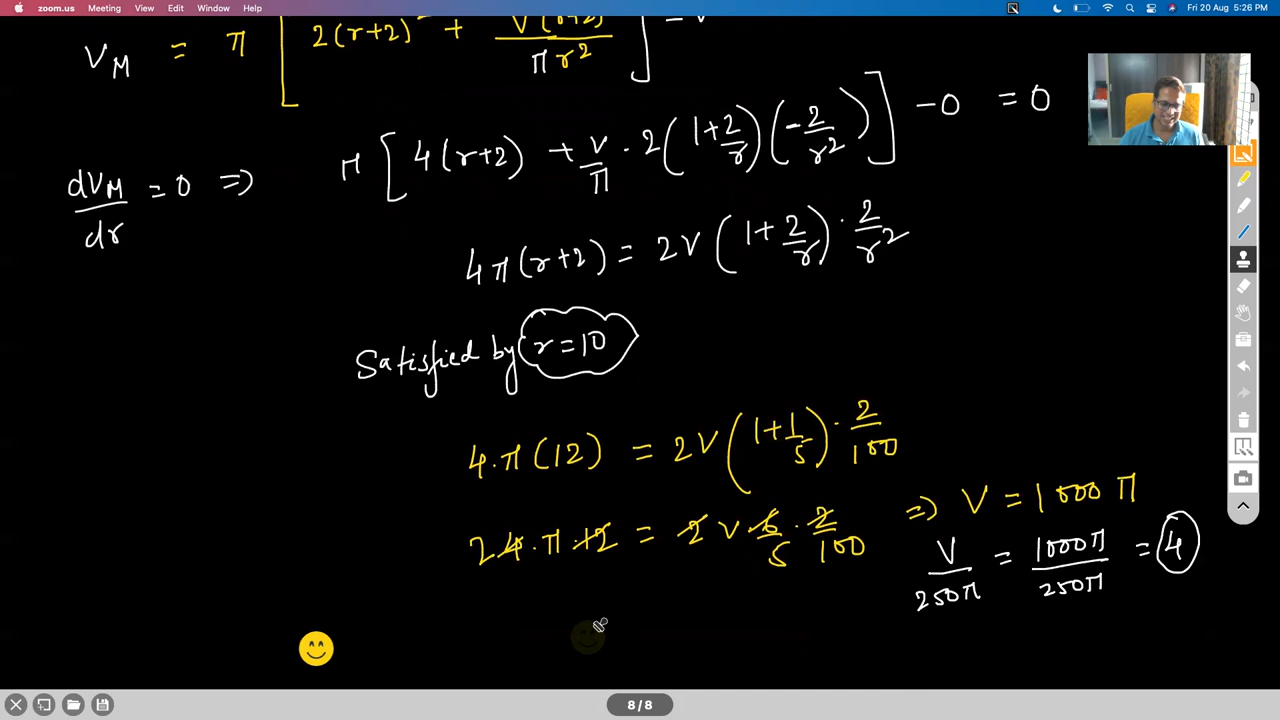 zoom.us Meeting View Edit Window Help Fri 20 Aug 5:26 PM
V_M = π [ 2(r+2)² + V(r+2)² / πr² ] − V
dV_M/dr = 0 ⇒ π [ 4(r+2) + V/π · 2(1+2/r)(−2/r²) ] − 0 = 0
4π(r+2) = 2V (1+2/r) · 2/r²
Satisfied by r=10
4·π(12) = 2V (1+1/5) · 2/100
24·π·12 = 2 V · 6/5 · 2/100 ⇒ V = 1000π
V/250π = 1000π/250π = 4
8/8